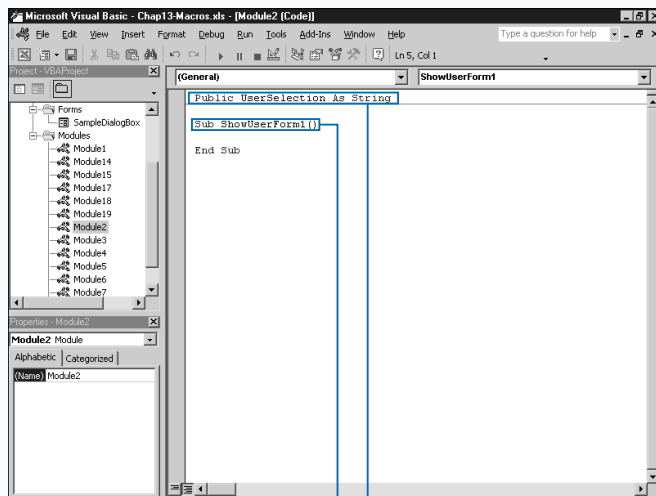 Microsoft Visual Basic - Chap13-Macros.xls - [Module2 (Code)]
File Edit View Insert Format Debug Run Tools Add-Ins Window Help
Type a question for help
Ln 5, Col 1
Project - VBAProject
(General)
ShowUserForm1
Forms
SampleDialogBox
Modules
Module1
Module14
Module15
Module17
Module18
Module19
Module2
Module3
Module4
Module5
Module6
Module7
Public UserSelection As String
Sub ShowUserForm1()
End Sub
Properties - Module2
Module2 Module
Alphabetic Categorized
(Name) Module2